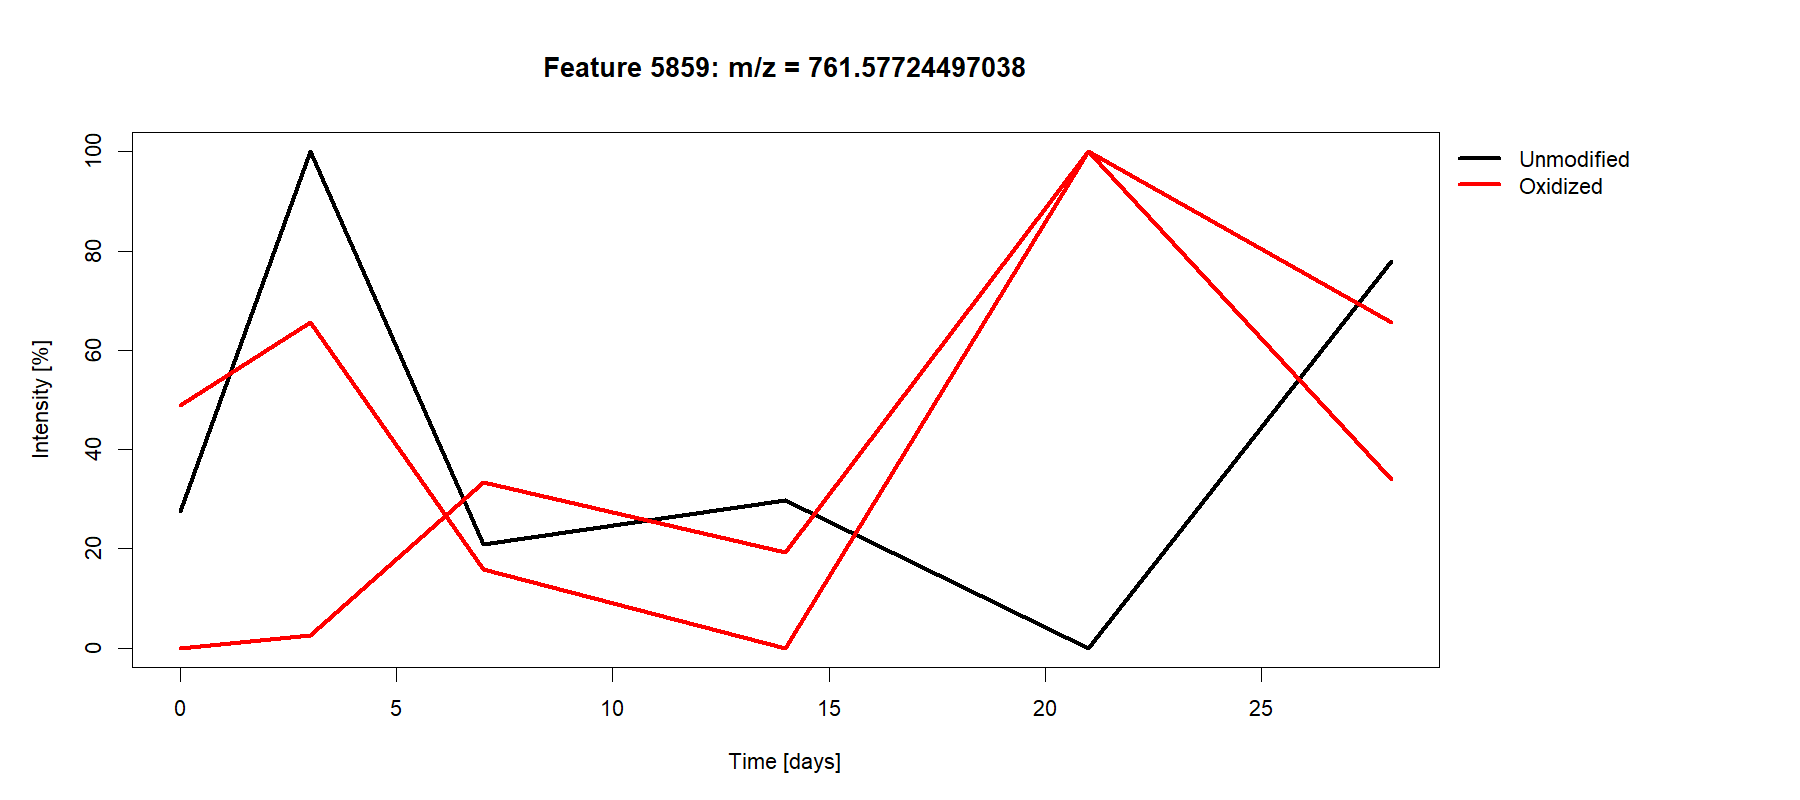 Feature 5859: m/z = 761.57724497038
Unmodified
Oxidized
Intensity [%]
100
80
60
40
20
0
0 5 10 15 20 25
Time [days]